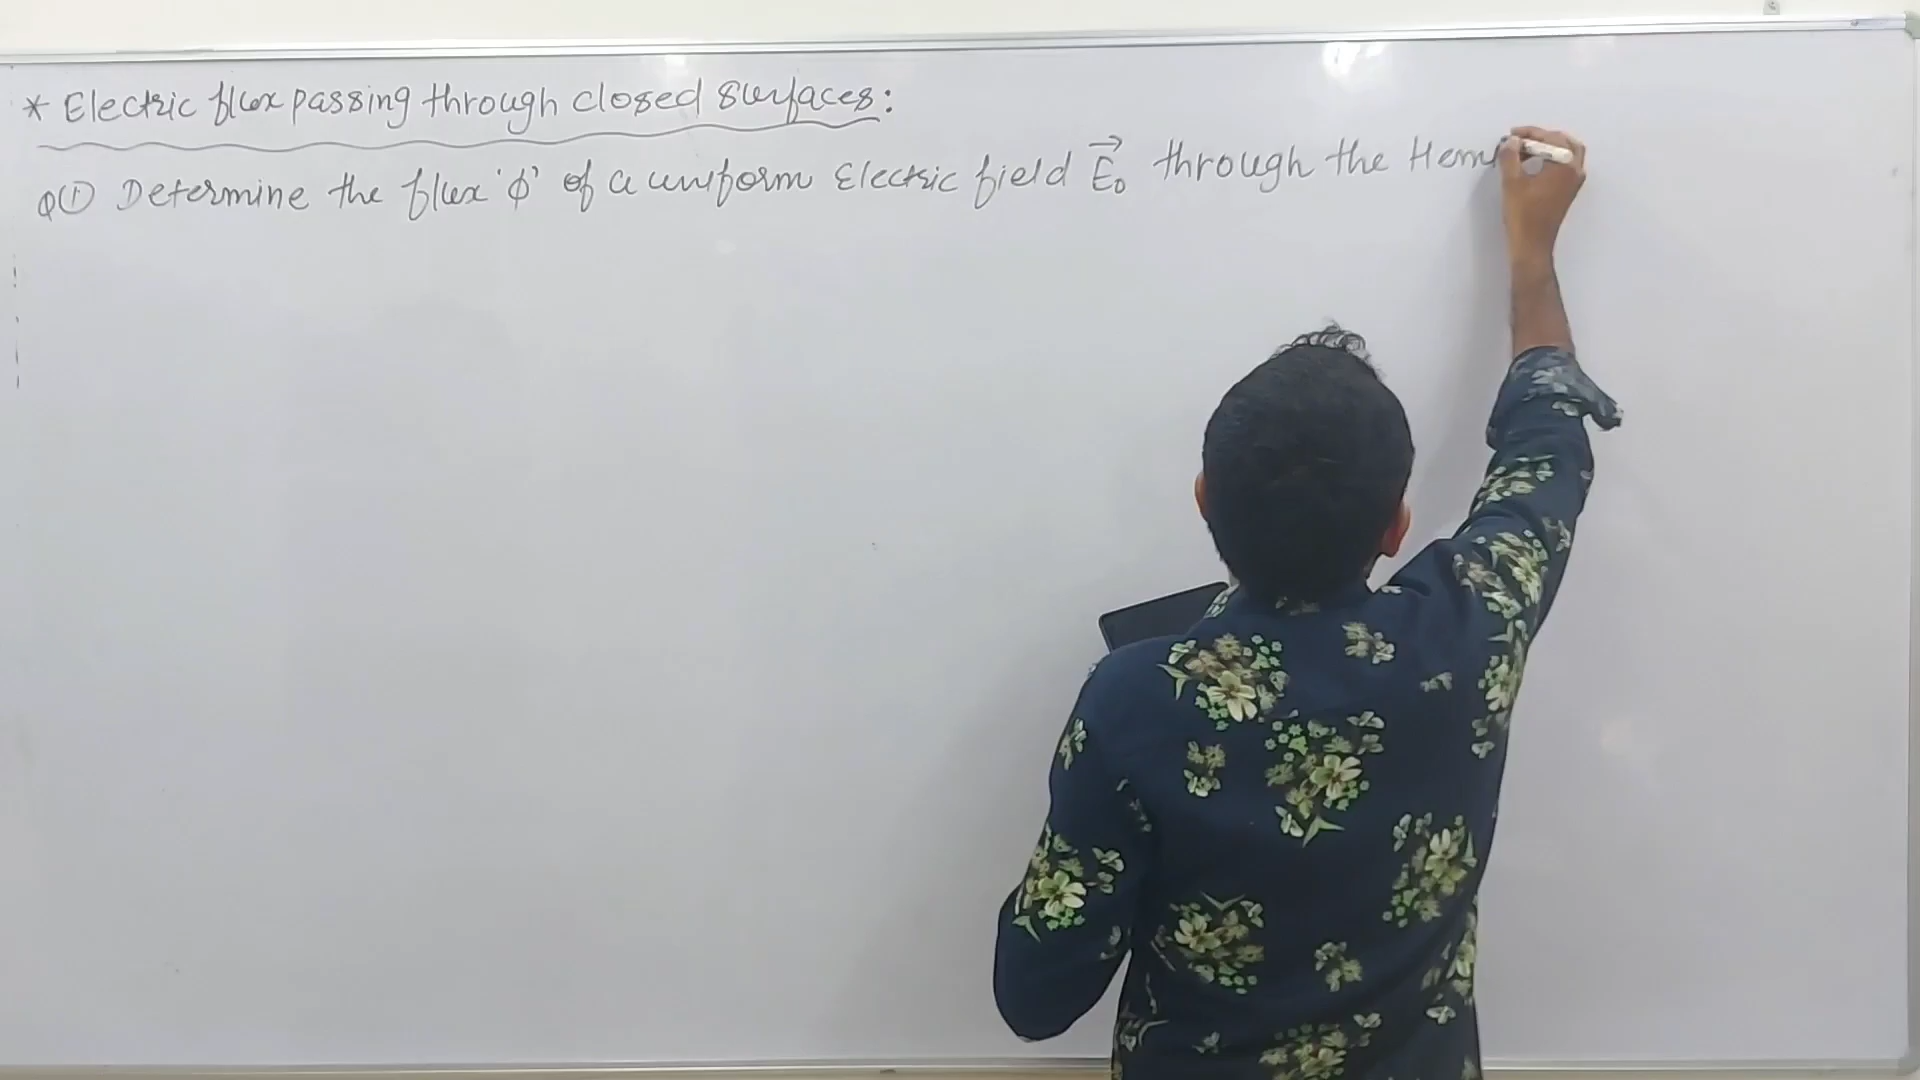 * Electric flux passing through closed surfaces:
Q① Determine the flux 'ϕ' of a uniform Electric field E⃗₀ through the Hem